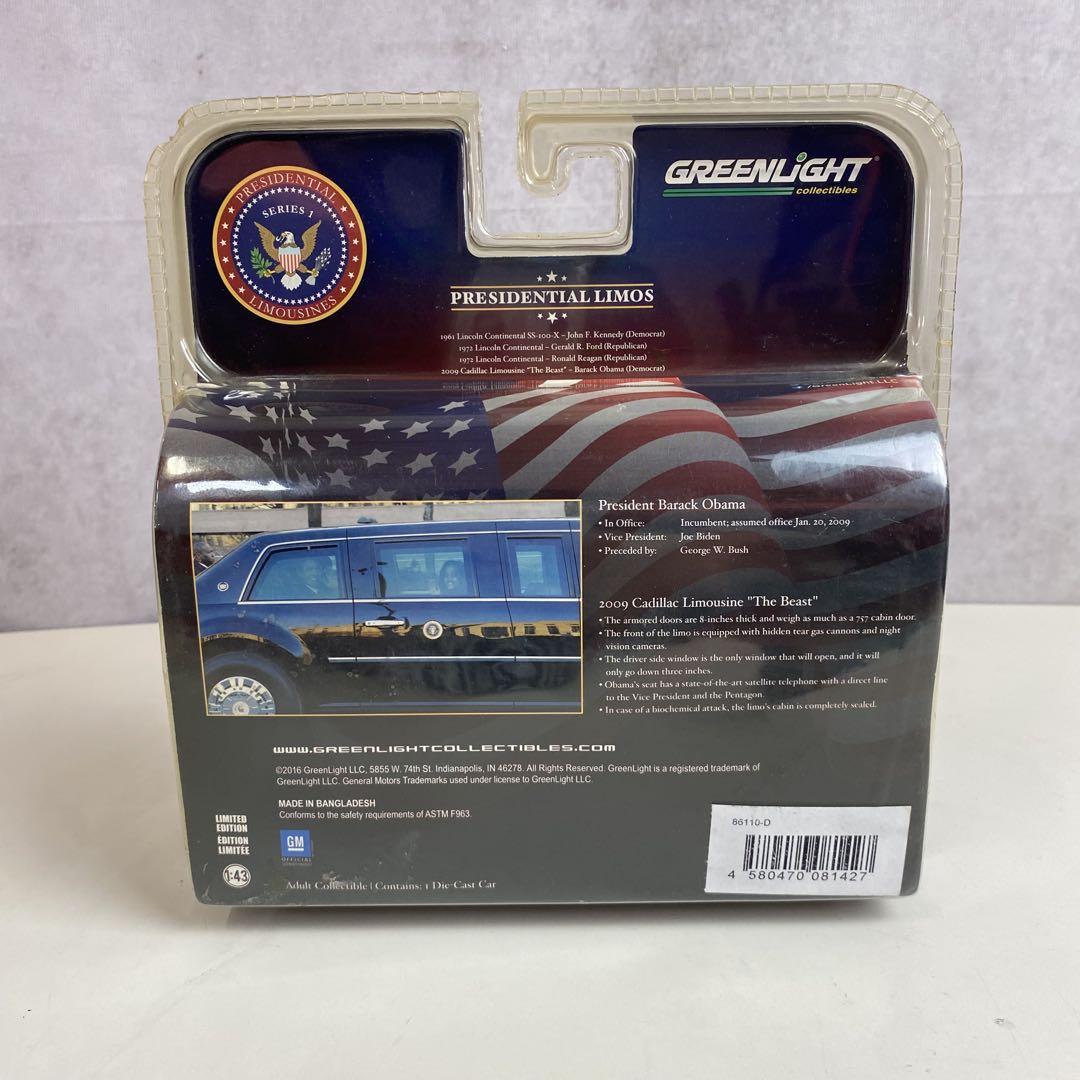 PRESIDENTIAL
SERIES 1
LIMOUSINES
GREENLIGHT®
collectibles
PRESIDENTIAL LIMOS
1961 Lincoln Continental SS-100-X – John F. Kennedy (Democrat)
1972 Lincoln Continental – Gerald R. Ford (Republican)
1972 Lincoln Continental – Ronald Reagan (Republican)
2009 Cadillac Limousine "The Beast" – Barack Obama (Democrat)
GreenLight LLC
President Barack Obama
• In Office: Incumbent; assumed office Jan. 20, 2009
• Vice President: Joe Biden
• Preceded by: George W. Bush
2009 Cadillac Limousine "The Beast"
• The armored doors are 8-inches thick and weigh as much as a 757 cabin door.
• The front of the limo is equipped with hidden tear gas cannons and night
vision cameras.
• The driver side window is the only window that will open, and it will
only go down three inches.
• Obama's seat has a state-of-the-art satellite telephone with a direct line
to the Vice President and the Pentagon.
• In case of a biochemical attack, the limo's cabin is completely sealed.
www.GREENLIGHTCOLLECTIBLES.com
©2016 GreenLight LLC, 5855 W. 74th St. Indianapolis, IN 46278. All Rights Reserved. GreenLight is a registered trademark of
GreenLight LLC. General Motors Trademarks used under license to GreenLight LLC.
MADE IN BANGLADESH
Conforms to the safety requirements of ASTM F963.
LIMITED
EDITION
ÉDITION
LIMITÉE
1:43
GM
OFFICIAL
Adult Collectible | Contains: 1 Die-Cast Car
86110-D
4 580470 081427